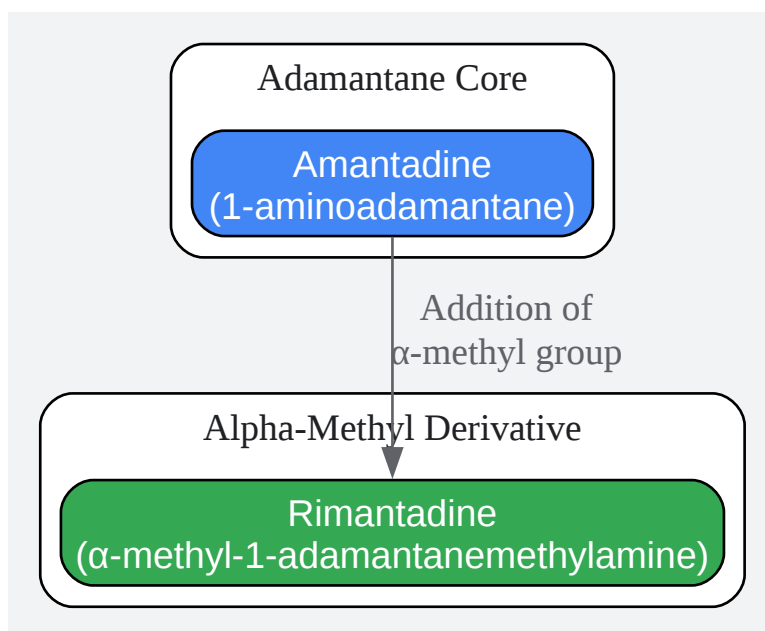 Adamantane Core
Amantadine
(1-aminoadamantane)
Addition of
α-methyl group
Alpha-Methyl Derivative
Rimantadine
(α-methyl-1-adamantanemethylamine)